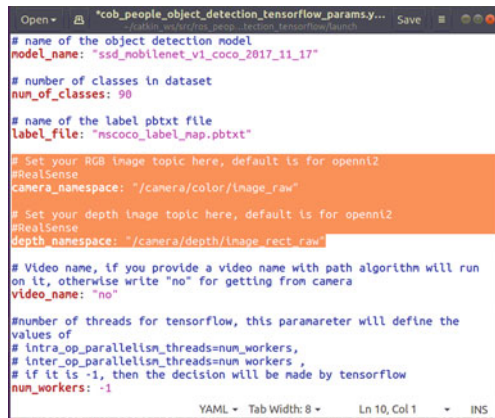 Open
*cob_people_object_detection_tensorflow_params.y...
Save
~/catkin_ws/src/ros_peop...tection_tensorflow/launch
# name of the object detection model
model_name: "ssd_mobilenet_v1_coco_2017_11_17"
# number of classes in dataset
num_of_classes: 90
# name of the label pbtxt file
label_file: "mscoco_label_map.pbtxt"
# Set your RGB image topic here, default is for openni2
#RealSense
camera_namespace: "/camera/color/image_raw"
# Set your depth image topic here, default is for openni2
#RealSense
depth_namespace: "/camera/depth/image_rect_raw"
# Video name, if you provide a video name with path algorithm will run
on it, otherwise write "no" for getting from camera
video_name: "no"
#number of threads for tensorflow, this paramareter will define the
values of
# intra_op_parallelism_threads=num_workers,
# inter_op_parallelism_threads=num workers ,
# if it is -1, then the decision will be made by tensorflow
num_workers: -1
YAML Tab Width: 8 Ln 10, Col 1 INS